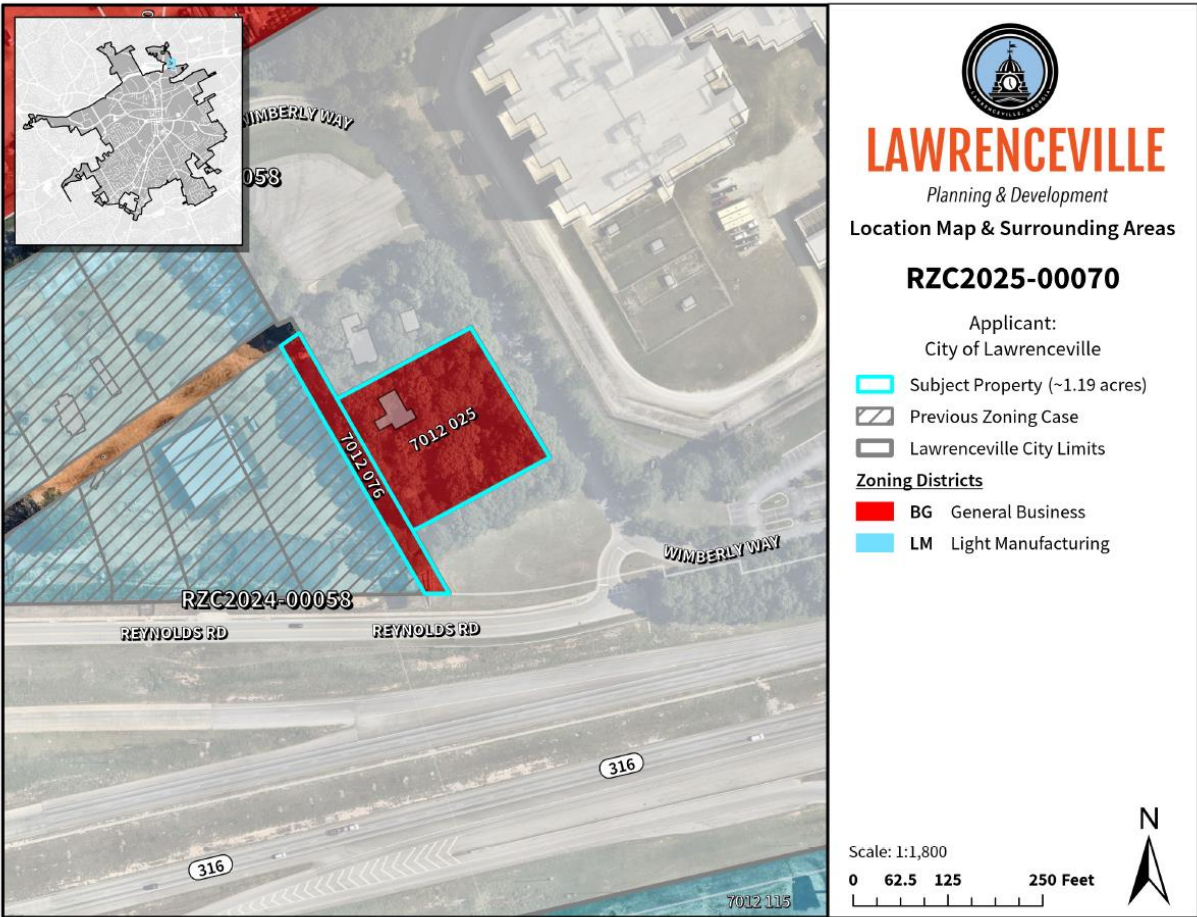 WIMBERLY WAY
058
7012 025
7012 076
WIMBERLY WAY
RZC2024-00058
REYNOLDS RD
REYNOLDS RD
316
316
7012 115
LAWRENCEVILLE, GEORGIA
LAWRENCEVILLE
Planning & Development
Location Map & Surrounding Areas
RZC2025-00070
Applicant:
City of Lawrenceville
Subject Property (~1.19 acres)
Previous Zoning Case
Lawrenceville City Limits
Zoning Districts
BG General Business
LM Light Manufacturing
N
Scale: 1:1,800
0 62.5 125 250 Feet